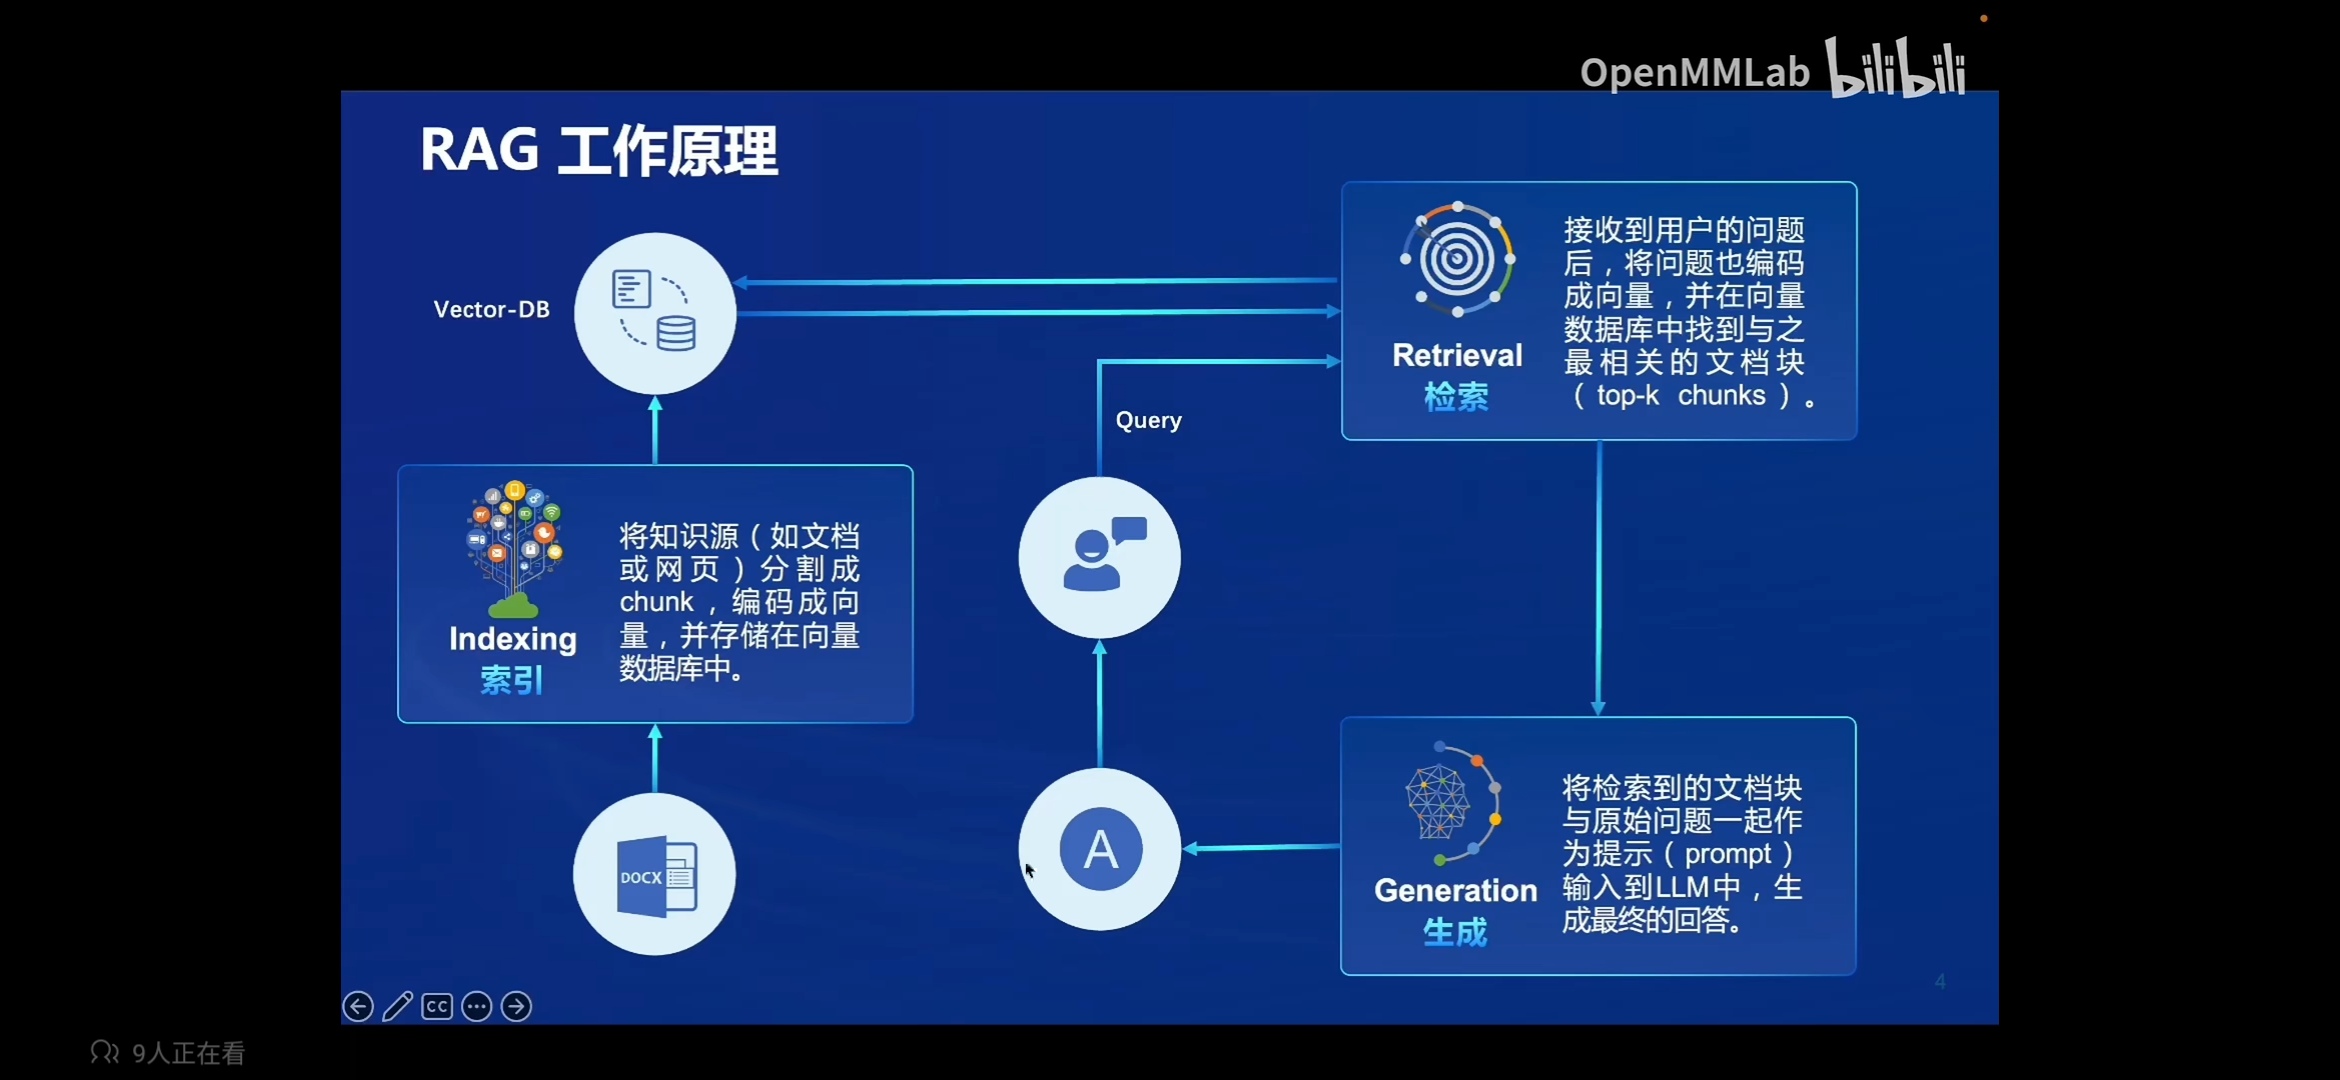 OpenMMLab bilibili
RAG 工作原理
Vector-DB
Retrieval
检索
接收到用户的问题
后，将问题也编码
成向量，并在向量
数据库中找到与之
最相关的文档块
（top-k chunks）。
Query
Indexing
索引
将知识源（如文档
或网页）分割成
chunk，编码成向
量，并存储在向量
数据库中。
DOCX
A
Generation
生成
将检索到的文档块
与原始问题一起作
为提示（prompt）
输入到LLM中，生
成最终的回答。
4
CC
9人正在看